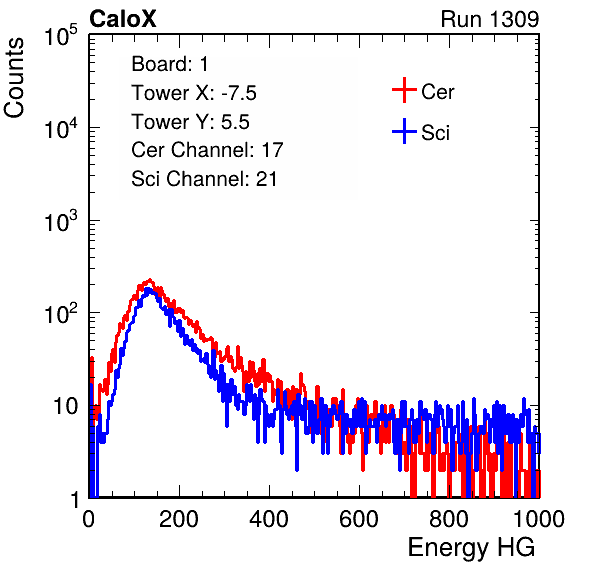 CaloX Run 1309
Counts
10^5
10^4
10^3
10^2
10
1
Board: 1
Tower X: -7.5
Tower Y: 5.5
Cer Channel: 17
Sci Channel: 21
Cer
Sci
0 200 400 600 800 1000
Energy HG